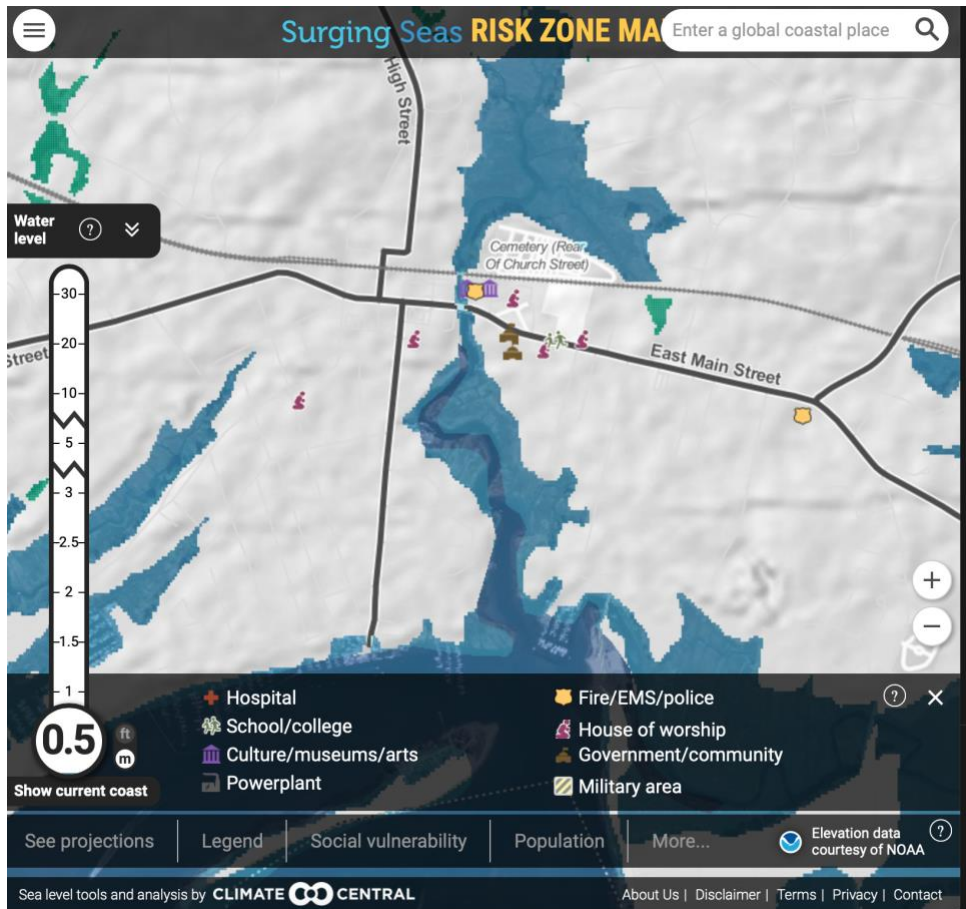 Surging Seas RISK ZONE MA
Enter a global coastal place
High Street
Water
level
?
Cemetery (Rear
Of Church Street)
30
20
Street
East Main Street
10
5
3
2.5
2
1.5
1
0.5
ft
m
Show current coast
Hospital
School/college
Culture/museums/arts
Powerplant
Fire/EMS/police
House of worship
Government/community
Military area
?
See projections
Legend
Social vulnerability
Population
More...
Elevation data
courtesy of NOAA
?
Sea level tools and analysis by CLIMATE CENTRAL
About Us | Disclaimer | Terms | Privacy | Contact